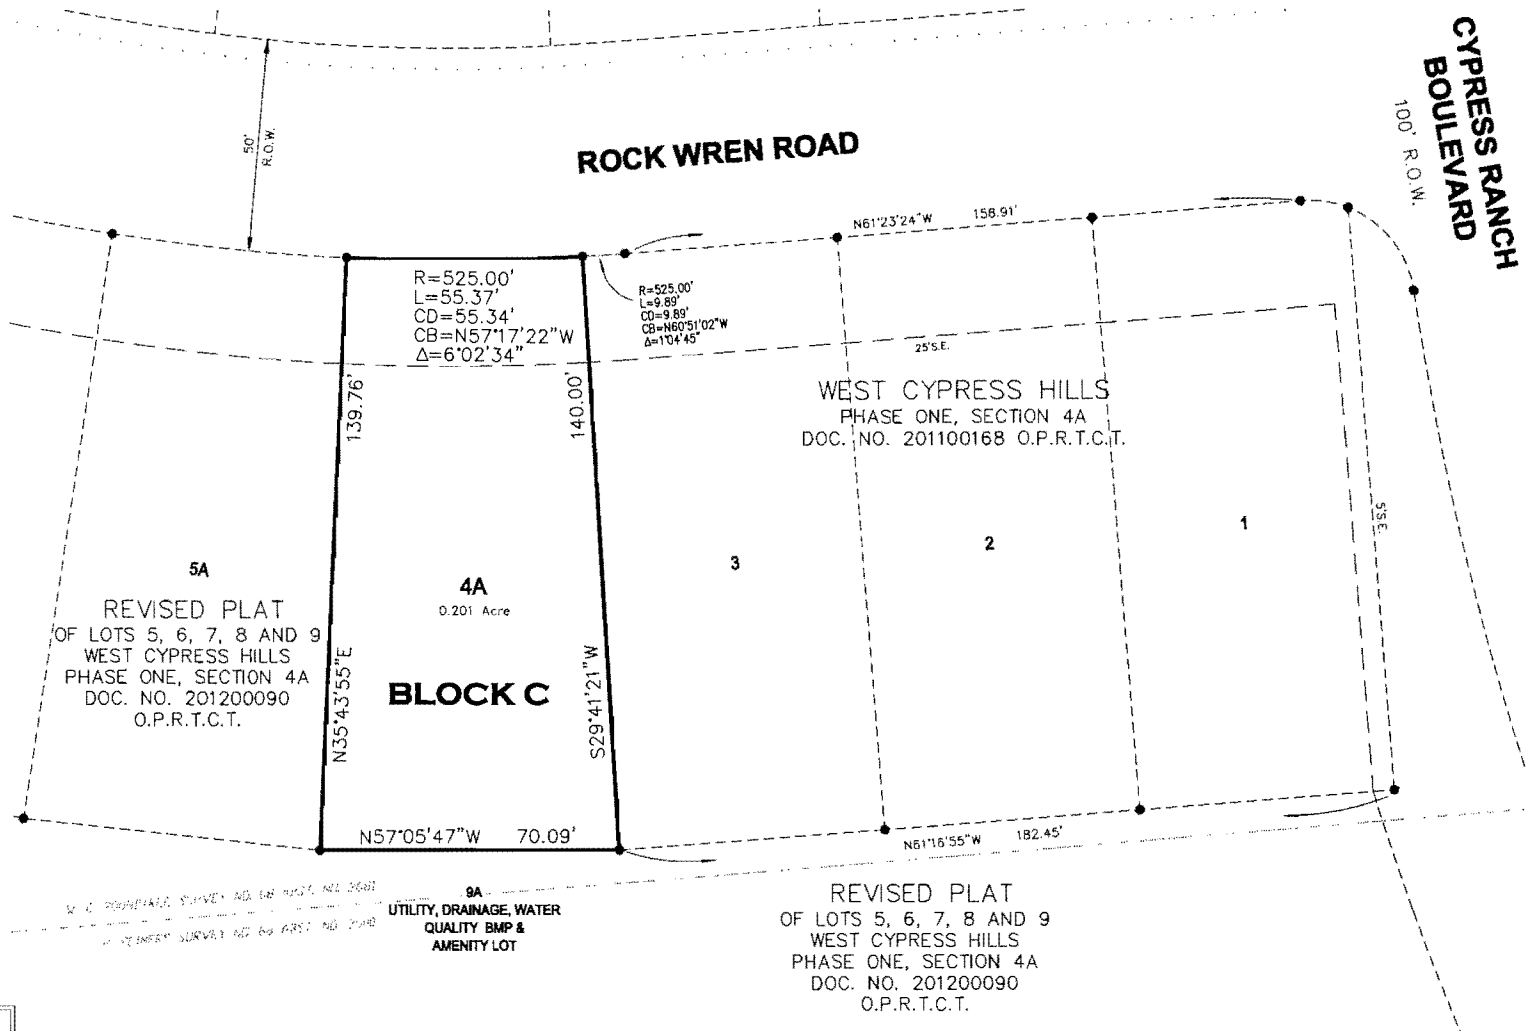 CYPRESS RANCH
BOULEVARD
100' R.O.W.
50'
R.O.W.
ROCK WREN ROAD
N61°23'24"W 158.91'
R=525.00'
L=55.37'
CD=55.34'
CB=N57°17'22"W
Δ=6°02'34"
R=525.00'
L=9.89'
CD=9.89'
CB=N60°51'02"W
Δ=1°04'45"
25'S.E.
139.76'
140.00'
WEST CYPRESS HILLS
PHASE ONE, SECTION 4A
DOC. NO. 201100168 O.P.R.T.C.T.
5'S.E.
1
2
3
5A
REVISED PLAT
OF LOTS 5, 6, 7, 8 AND 9
WEST CYPRESS HILLS
PHASE ONE, SECTION 4A
DOC. NO. 201200090
O.P.R.T.C.T.
4A
0.201 Acre
BLOCK C
N35°43'55"E
S29°41'21"W
N57°05'47"W 70.09'
N61°16'55"W 182.45'
9A
UTILITY, DRAINAGE, WATER
QUALITY BMP &
AMENITY LOT
SURVEY NO
SURVEY NO
REVISED PLAT
OF LOTS 5, 6, 7, 8 AND 9
WEST CYPRESS HILLS
PHASE ONE, SECTION 4A
DOC. NO. 201200090
O.P.R.T.C.T.